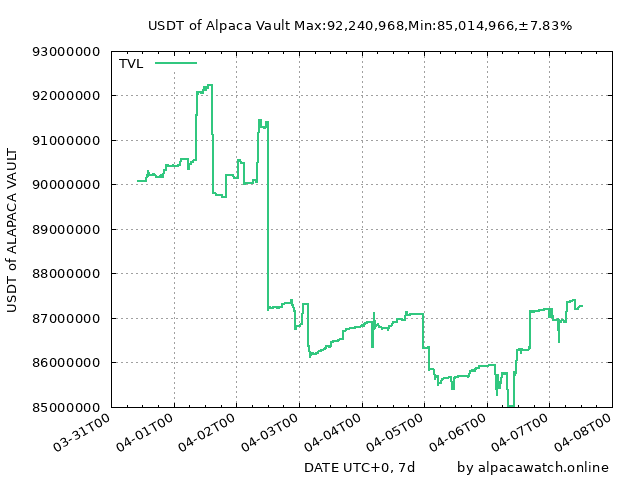 USDT of Alpaca Vault Max:92,240,968,Min:85,014,966,±7.83%
TVL
93000000
92000000
91000000
90000000
89000000
88000000
87000000
86000000
85000000
USDT of ALAPACA VAULT
03-31T00
04-01T00
04-02T00
04-03T00
04-04T00
04-05T00
04-06T00
04-07T00
04-08T00
DATE UTC+0, 7d
by alpacawatch.online